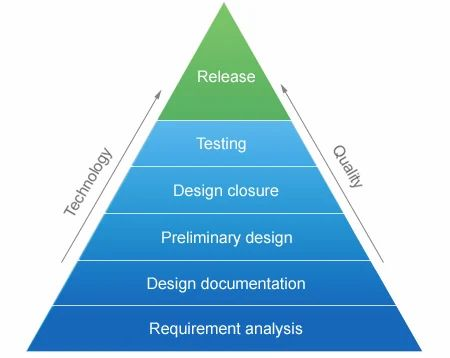 Release
Technology
Quality
Testing
Design closure
Preliminary design
Design documentation
Requirement analysis